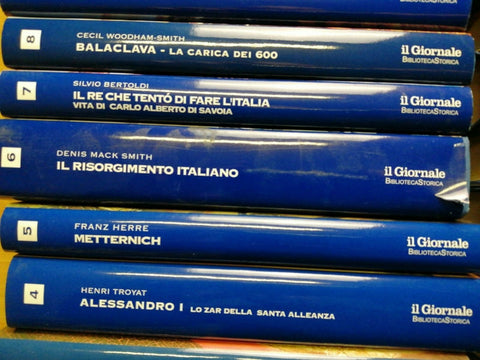 BIBLIOTECASTORICA
8
CECIL WOODHAM-SMITH
BALACLAVA - LA CARICA DEI 600
il Giornale
BIBLIOTECASTORICA
7
SILVIO BERTOLDI
IL RE CHE TENTÓ DI FARE L'ITALIA
VITA DI CARLO ALBERTO DI SAVOIA
il Giornale
BIBLIOTECASTORICA
6
DENIS MACK SMITH
IL RISORGIMENTO ITALIANO
il Giornale
BIBLIOTECASTORICA
5
FRANZ HERRE
METTERNICH
il Giornale
BIBLIOTECASTORICA
4
HENRI TROYAT
ALESSANDRO I LO ZAR DELLA SANTA ALLEANZA
il Giornale
BIBLIOTECASTORICA